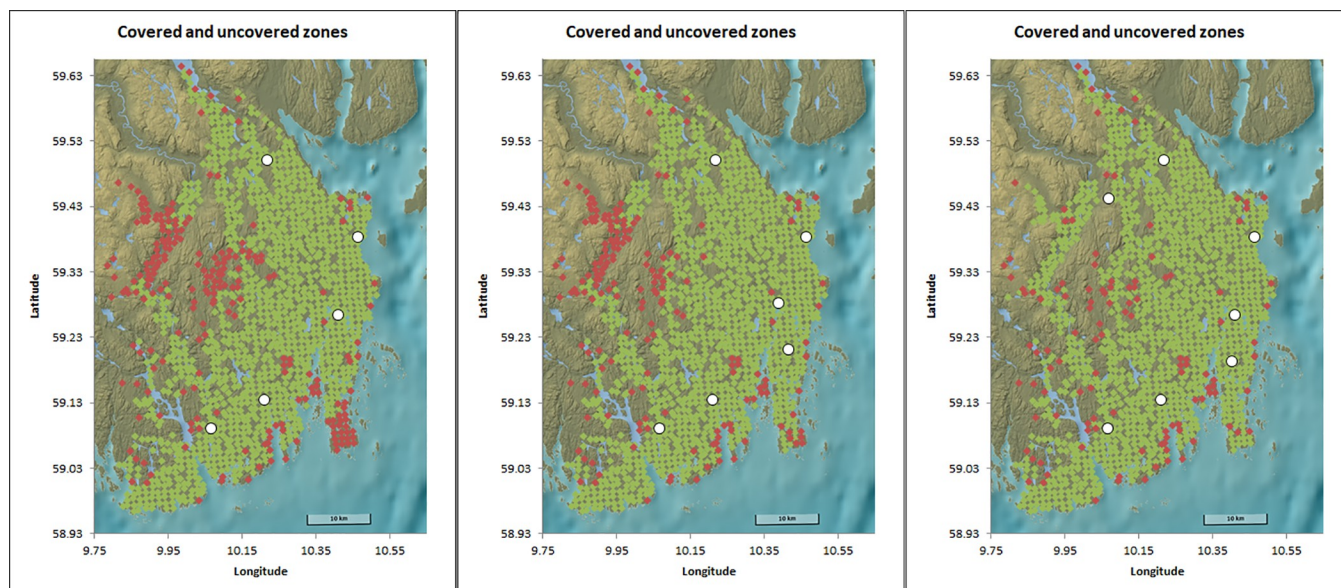 Covered and uncovered zones
59.63
59.53
59.43
59.33
59.23
59.13
59.03
58.93
Latitude
10 km
9.75 9.95 10.15 10.35 10.55
Longitude
Covered and uncovered zones
59.63
59.53
59.43
59.33
59.23
59.13
59.03
58.93
Latitude
10 km
9.75 9.95 10.15 10.35 10.55
Longitude
Covered and uncovered zones
59.63
59.53
59.43
59.33
59.23
59.13
59.03
58.93
Latitude
10 km
9.75 9.95 10.15 10.35 10.55
Longitude